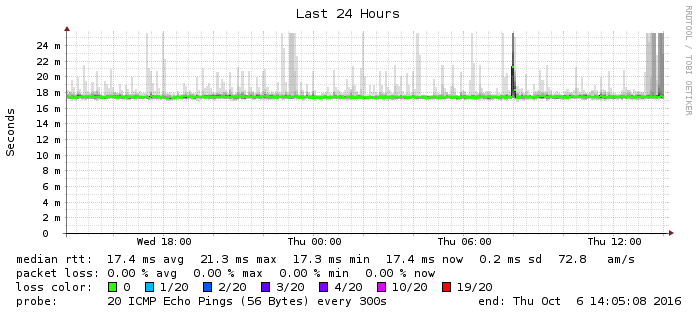 Last 24 Hours
RRDTOOL / TOBI OETIKER
Seconds
24 m
22 m
20 m
18 m
16 m
14 m
12 m
10 m
8 m
6 m
4 m
2 m
0
Wed 18:00 Thu 00:00 Thu 06:00 Thu 12:00
median rtt: 17.4 ms avg 21.3 ms max 17.3 ms min 17.4 ms now 0.2 ms sd 72.8 am/s
packet loss: 0.00 % avg 0.00 % max 0.00 % min 0.00 % now
loss color: 0 1/20 2/20 3/20 4/20 10/20 19/20
probe: 20 ICMP Echo Pings (56 Bytes) every 300s end: Thu Oct 6 14:05:08 2016